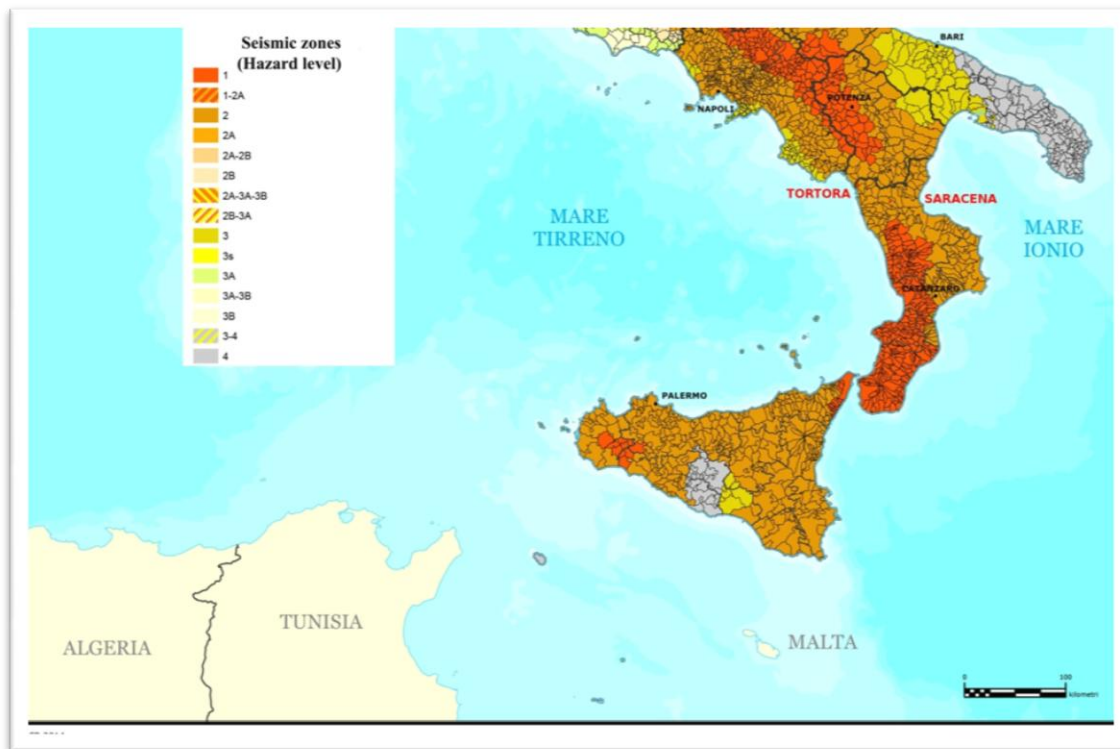 Seismic zones
(Hazard level)
1
1-2A
2
2A
2A-2B
2B
2A-3A-3B
2B-3A
3
3s
3A
3A-3B
3B
3-4
4
BARI
NAPOLI
POTENZA
TORTORA
SARACENA
MARE
TIRRENO
MARE
IONIO
CATANZARO
PALERMO
TUNISIA
ALGERIA
MALTA
0 100
kilometri